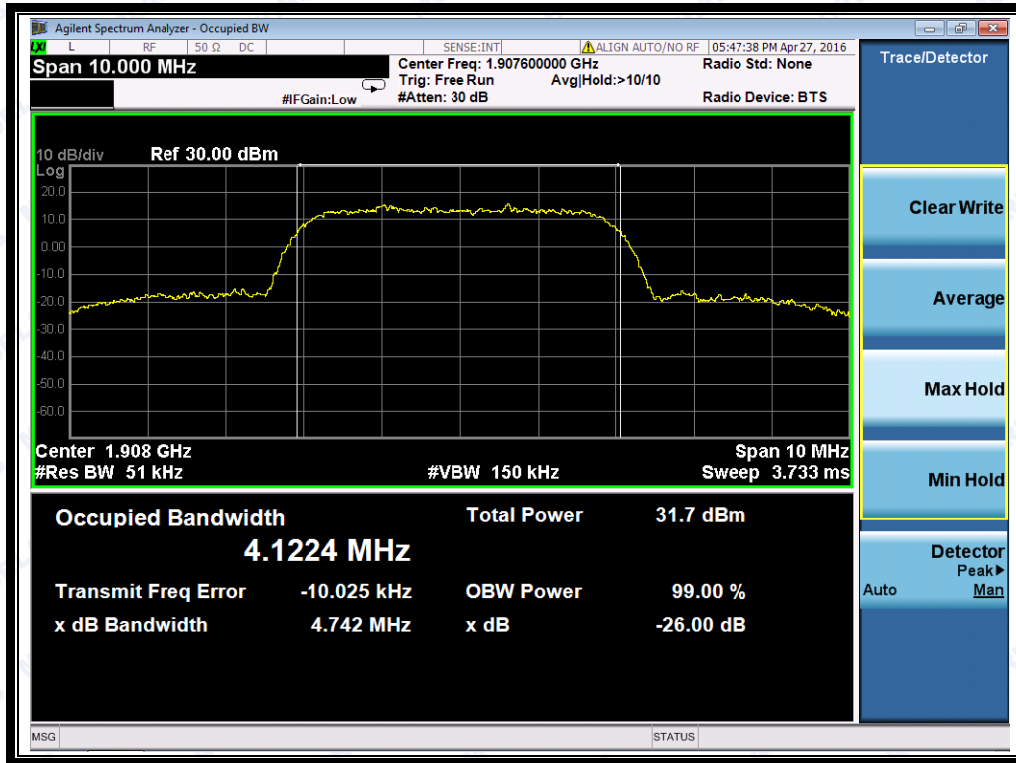 Agilent Spectrum Analyzer - Occupied BW
LXI L RF 50 Ω DC SENSE:INT ALIGN AUTO/NO RF 05:47:38 PM Apr 27, 2016
Span 10.000 MHz
Center Freq: 1.907600000 GHz Radio Std: None
Trig: Free Run Avg|Hold:>10/10
#IFGain:Low #Atten: 30 dB Radio Device: BTS
10 dB/div Ref 30.00 dBm
Log
20.0
10.0
0.00
-10.0
-20.0
-30.0
-40.0
-50.0
-60.0
Center 1.908 GHz Span 10 MHz
#Res BW 51 kHz #VBW 150 kHz Sweep 3.733 ms
Occupied Bandwidth Total Power 31.7 dBm
4.1224 MHz
Transmit Freq Error -10.025 kHz OBW Power 99.00 %
x dB Bandwidth 4.742 MHz x dB -26.00 dB
MSG STATUS
Trace/Detector
Clear Write
Average
Max Hold
Min Hold
Detector
Peak▶
Auto Man